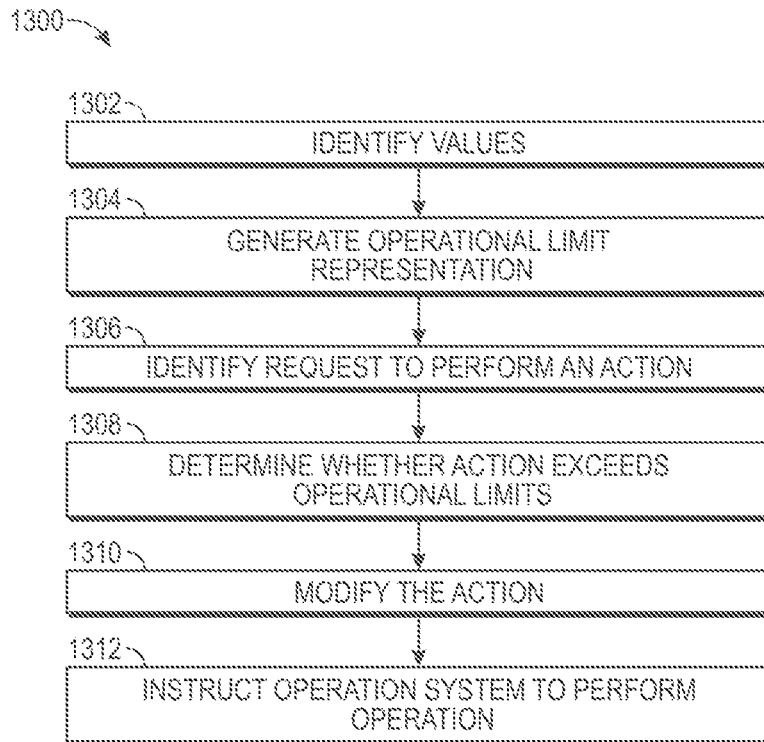 1300
1302
IDENTIFY VALUES
1304
GENERATE OPERATIONAL LIMIT
REPRESENTATION
1306
IDENTIFY REQUEST TO PERFORM AN ACTION
1308
DETERMINE WHETHER ACTION EXCEEDS
OPERATIONAL LIMITS
1310
MODIFY THE ACTION
1312
INSTRUCT OPERATION SYSTEM TO PERFORM
OPERATION